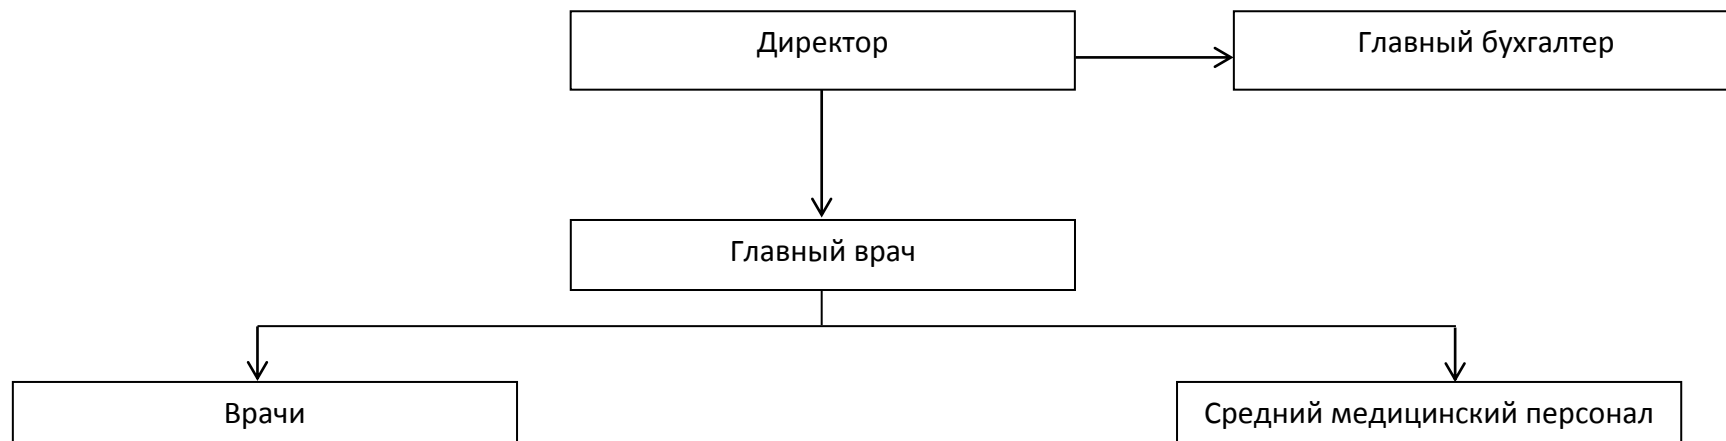 Директор
Главный бухгалтер
Главный врач
Врачи
Средний медицинский персонал